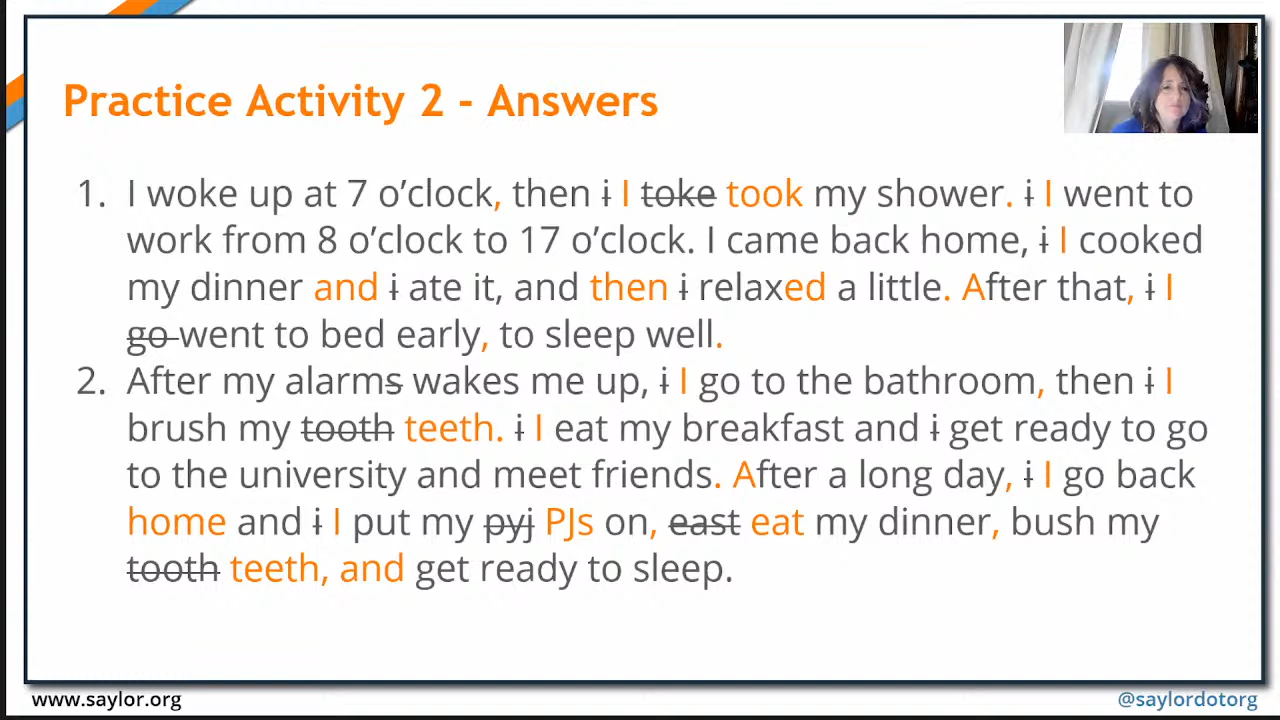 Practice Activity 2 - Answers
1. I woke up at 7 o’clock, then i I toke took my shower. i I went to
work from 8 o’clock to 17 o’clock. I came back home, i I cooked
my dinner and i ate it, and then i relaxed a little. After that, i I
go went to bed early, to sleep well.
2. After my alarms wakes me up, i I go to the bathroom, then i I
brush my tooth teeth. i I eat my breakfast and i get ready to go
to the university and meet friends. After a long day, i I go back
home and i I put my pyj PJs on, east eat my dinner, bush my
tooth teeth, and get ready to sleep.
www.saylor.org
@saylordotorg